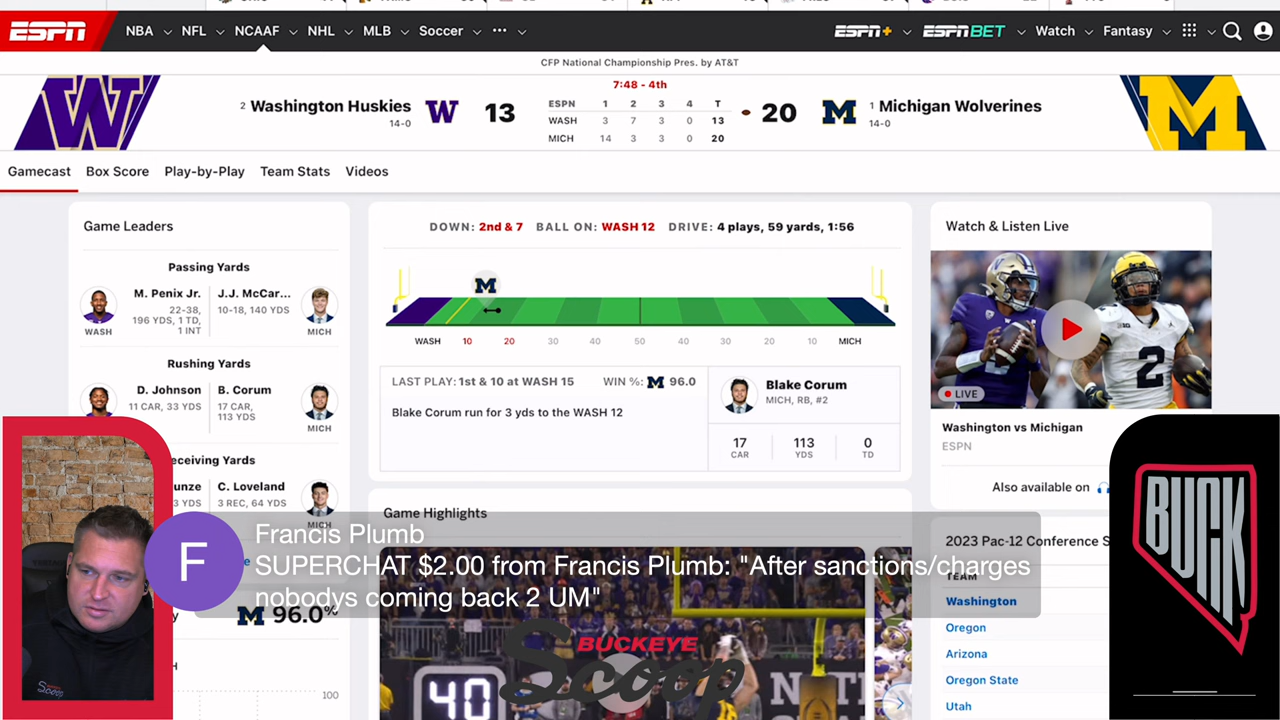 ESPN NBA NFL NCAAF NHL MLB Soccer ••• ESPN+ ESPN BET Watch Fantasy
CFP National Championship Pres. by AT&T
7:48 - 4th
2 Washington Huskies W 13
14-0
ESPN 1 2 3 4 T
WASH 3 7 3 0 13
MICH 14 3 3 0 20
20 M 1 Michigan Wolverines
14-0
W
M
Gamecast Box Score Play-by-Play Team Stats Videos
Game Leaders
Passing Yards
M. Penix Jr.
22-38,
196 YDS, 1 TD,
1 INT
WASH
J.J. McCar...
10-18, 140 YDS
MICH
Rushing Yards
D. Johnson
11 CAR, 33 YDS
B. Corum
17 CAR,
113 YDS
MICH
eceiving Yards
unze
3 YDS
C. Loveland
3 REC, 64 YDS
MICH
M 96.0%
100
DOWN: 2nd & 7 BALL ON: WASH 12 DRIVE: 4 plays, 59 yards, 1:56
M
WASH 10 20 30 40 50 40 30 20 10 MICH
LAST PLAY: 1st & 10 at WASH 15 WIN %: M 96.0
Blake Corum run for 3 yds to the WASH 12
Blake Corum
MICH, RB, #2
17 113 0
CAR YDS TD
Game Highlights
40
Watch & Listen Live
2
LIVE
Washington vs Michigan
ESPN
Also available on
2023 Pac-12 Conference S
TEAM
Washington
Oregon
Arizona
Oregon State
Utah
F
Francis Plumb
SUPERCHAT $2.00 from Francis Plumb: "After sanctions/charges
nobodys coming back 2 UM"
BUCKEYE
Scoop
BUCK